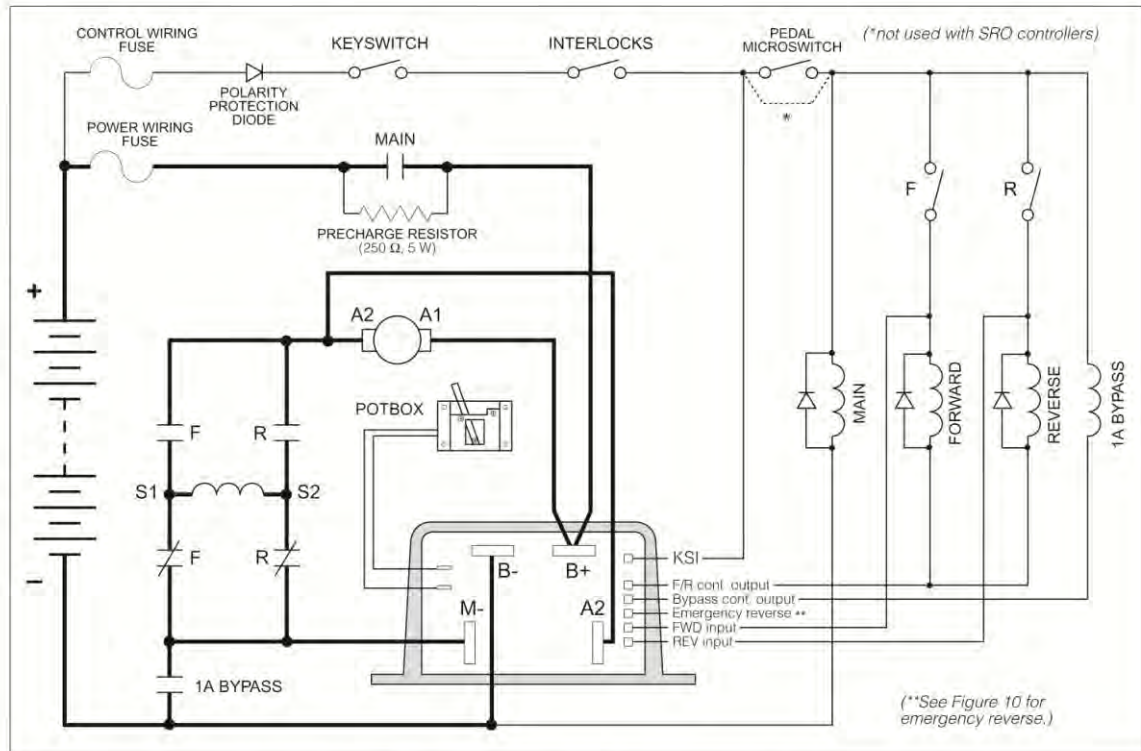 CONTROL WIRING
FUSE
KEYSWITCH
INTERLOCKS
PEDAL
MICROSWITCH
(*not used with SRO controllers)
POLARITY
PROTECTION
DIODE
*
POWER WIRING
FUSE
MAIN
PRECHARGE RESISTOR
(250 Ω, 5 W)
F
R
+
A2
A1
POTBOX
MAIN
FORWARD
REVERSE
1A BYPASS
F
R
S1
S2
F
R
B-
B+
KSI
F/R cont. output
Bypass cont. output
Emergency reverse **
FWD input
REV input
M-
A2
1A BYPASS
(**See Figure 10 for
emergency reverse.)